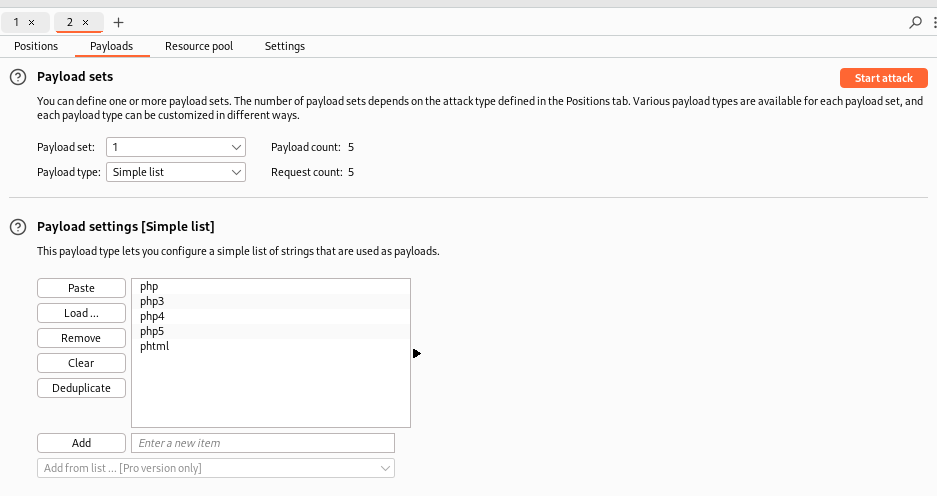 1 × 2 × +
Positions Payloads Resource pool Settings
? Payload sets Start attack
You can define one or more payload sets. The number of payload sets depends on the attack type defined in the Positions tab. Various payload types are available for each payload set, and
each payload type can be customized in different ways.
Payload set: 1 Payload count: 5
Payload type: Simple list Request count: 5
? Payload settings [Simple list]
This payload type lets you configure a simple list of strings that are used as payloads.
Paste
Load ...
Remove
Clear
Deduplicate
php
php3
php4
php5
phtml
Add Enter a new item
Add from list ... [Pro version only]